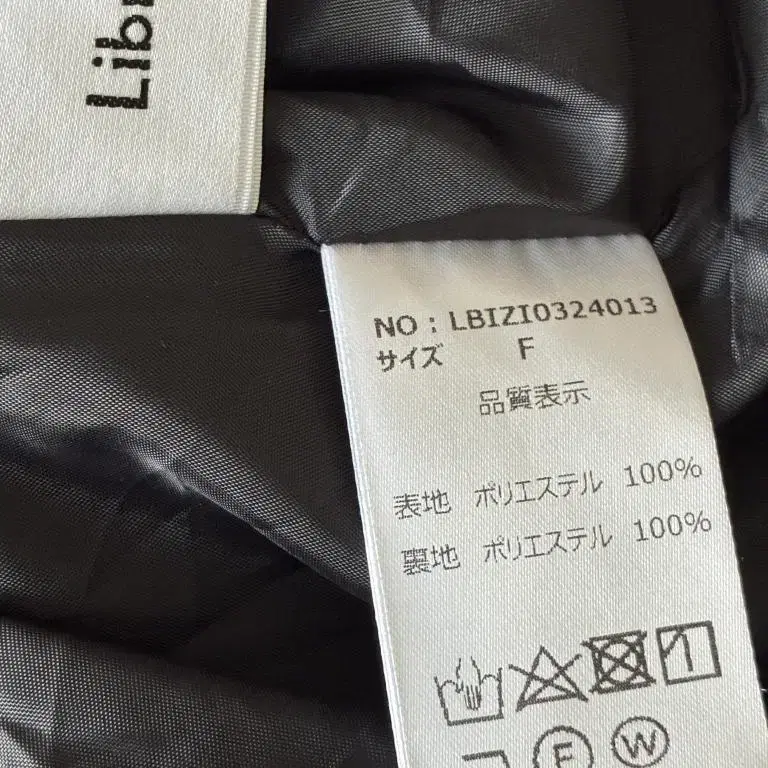 Lib
NO : LBIZI0324013
サイズ F
品質表示
表地 ポリエステル 100%
裏地 ポリエステル 100%
F W